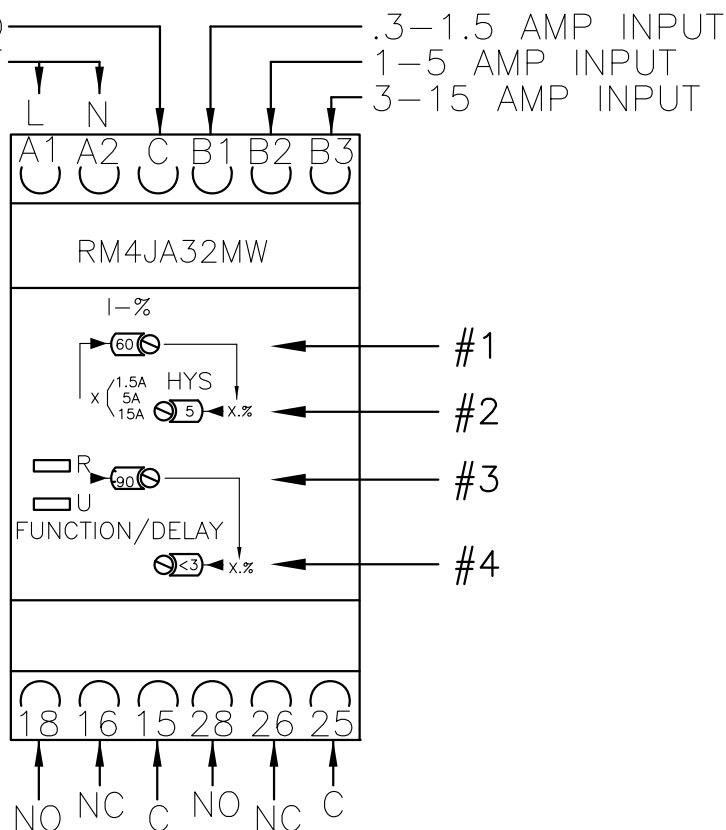 .3-1.5 AMP INPUT
1-5 AMP INPUT
3-15 AMP INPUT
L N
A1 A2 C B1 B2 B3
RM4JA32MW
I-%
60
#1
X
1.5A
5A
15A
HYS
5
X.%
#2
R
90
#3
U
FUNCTION/DELAY
<3
X.%
#4
18 16 15 28 26 25
NO NC C NO NC C